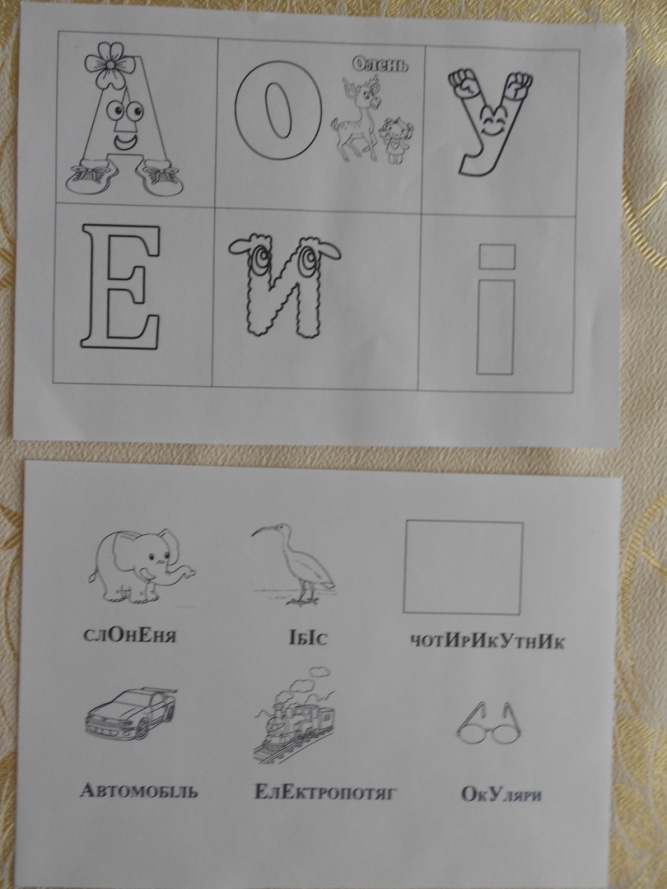 А О Олень У
Е И І
слОнЕня ІбІс чотИрИкУтнИк
Автомобіль ЕлЕктропотяг ОкУляри